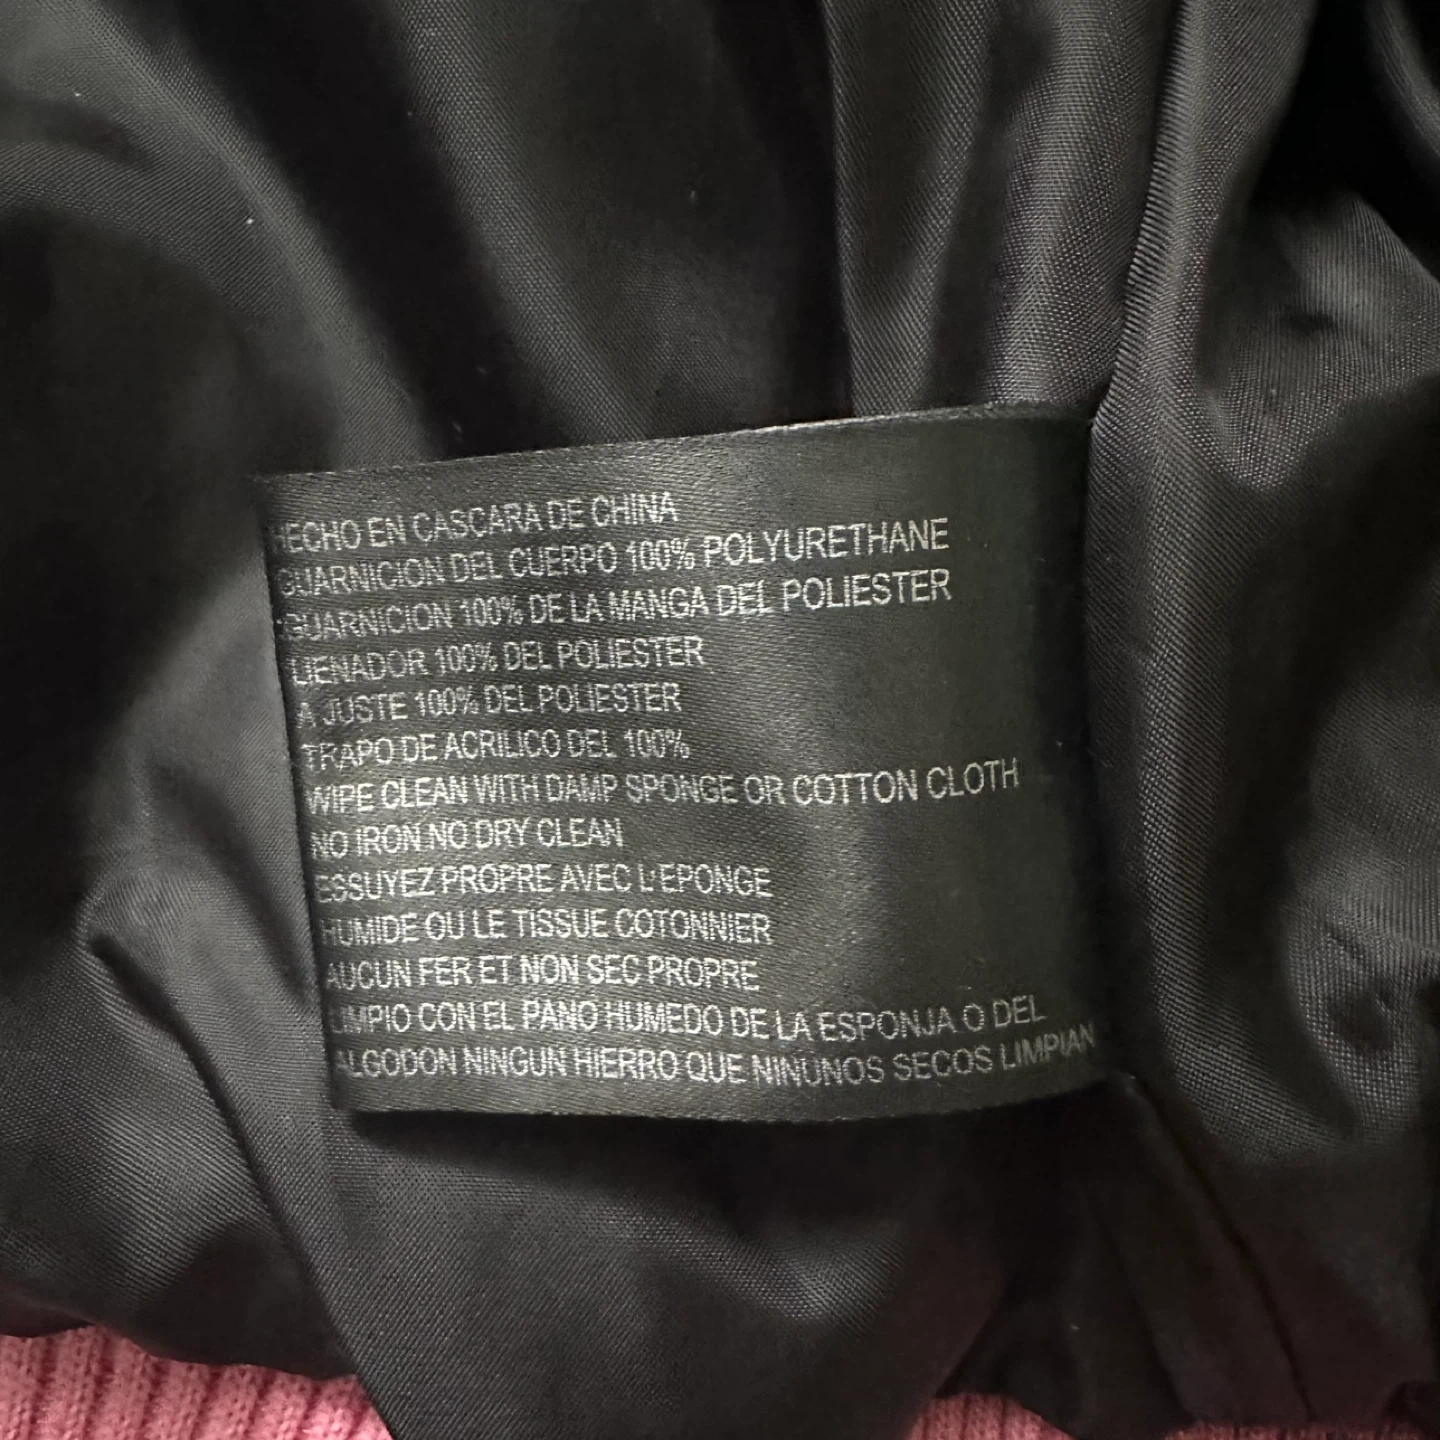 HECHO EN CASCARA DE CHINA
GUARNICION DEL CUERPO 100% POLYURETHANE
GUARNICION 100% DE LA MANGA DEL POLIESTER
LIENADOR 100% DEL POLIESTER
A JUSTE 100% DEL POLIESTER
TRAPO DE ACRILICO DEL 100%
WIPE CLEAN WITH DAMP SPONGE OR COTTON CLOTH
NO IRON.NO DRY CLEAN
ESSUYEZ PROPRE AVEC L'EPONGE
HUMIDE OU LE TISSUE COTONNIER
AUCUN FER ET NON SEC PROPRE
LIMPIO CON EL PANO HUMEDO DE LA ESPONJA O DEL
ALGODON NINGUN HIERRO QUE NINUNOS SECOS LIMPIAN